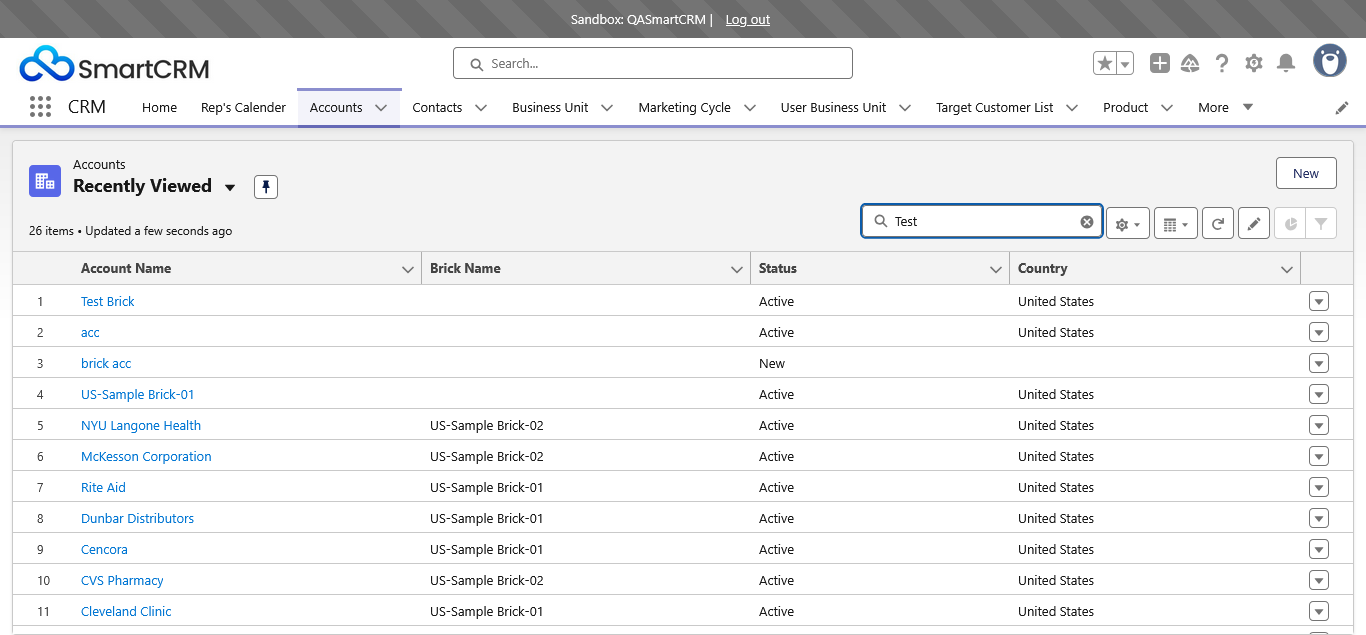 Sandbox: QASmartCRM | Log out
SmartCRM
Search...
CRM Home Rep's Calender Accounts Contacts Business Unit Marketing Cycle User Business Unit Target Customer List Product More
Accounts
Recently Viewed
New
26 items • Updated a few seconds ago
Test
Account Name Brick Name Status Country
1 Test Brick Active United States
2 acc Active United States
3 brick acc New
4 US-Sample Brick-01 Active United States
5 NYU Langone Health US-Sample Brick-02 Active United States
6 McKesson Corporation US-Sample Brick-02 Active United States
7 Rite Aid US-Sample Brick-01 Active United States
8 Dunbar Distributors US-Sample Brick-01 Active United States
9 Cencora US-Sample Brick-01 Active United States
10 CVS Pharmacy US-Sample Brick-02 Active United States
11 Cleveland Clinic US-Sample Brick-01 Active United States